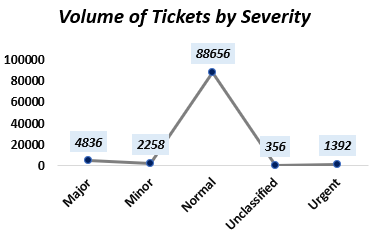 Volume of Tickets by Severity
100000
80000
60000
40000
20000
0
4836
2258
88656
356
1392
Major
Minor
Normal
Unclassified
Urgent